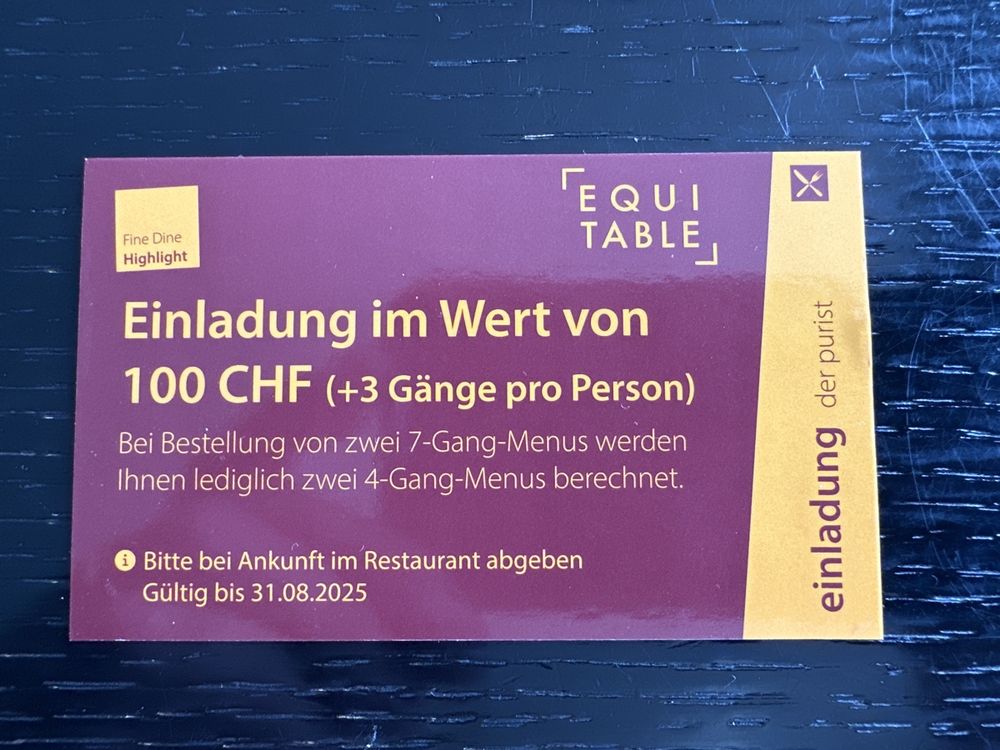 Fine Dine
Highlight
EQUI
TABLE
Einladung im Wert von
100 CHF (+3 Gänge pro Person)
Bei Bestellung von zwei 7-Gang-Menus werden
Ihnen lediglich zwei 4-Gang-Menus berechnet.
i Bitte bei Ankunft im Restaurant abgeben
Gültig bis 31.08.2025
einladung der purist